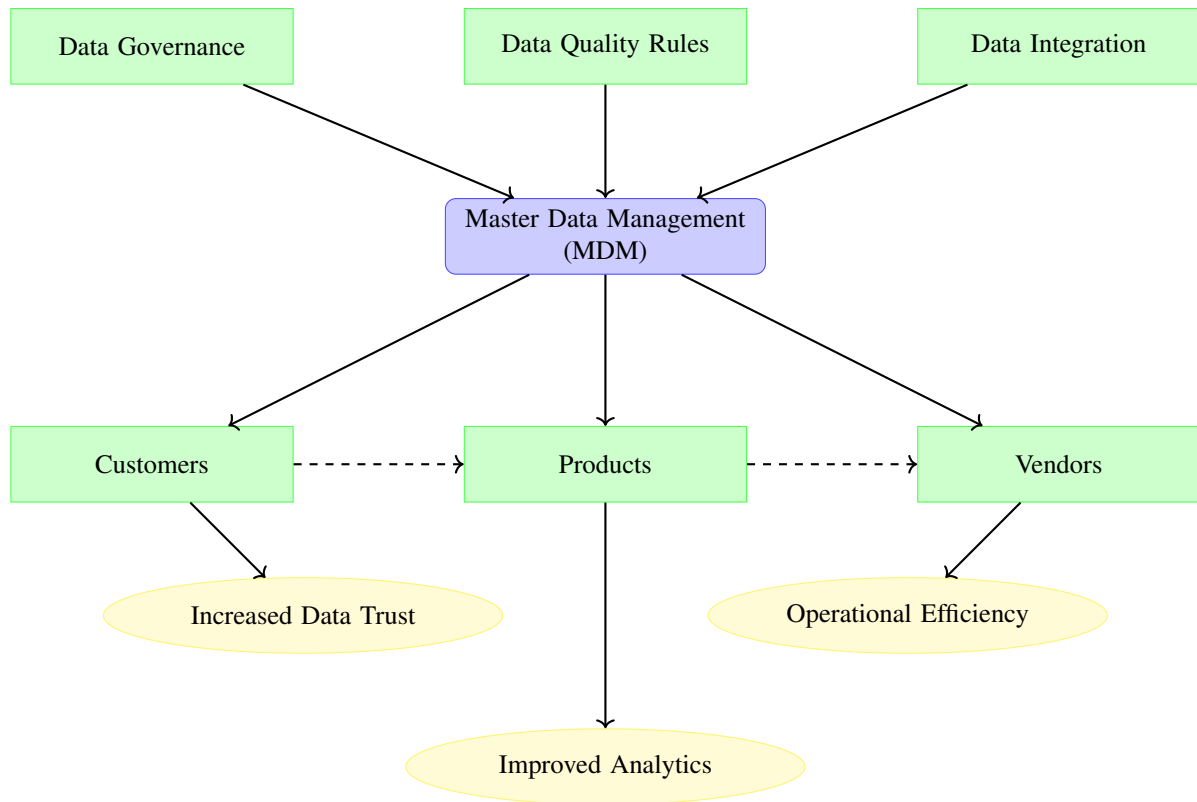 Data Governance
Data Quality Rules
Data Integration
Master Data Management
(MDM)
Customers
Products
Vendors
Increased Data Trust
Operational Efficiency
Improved Analytics